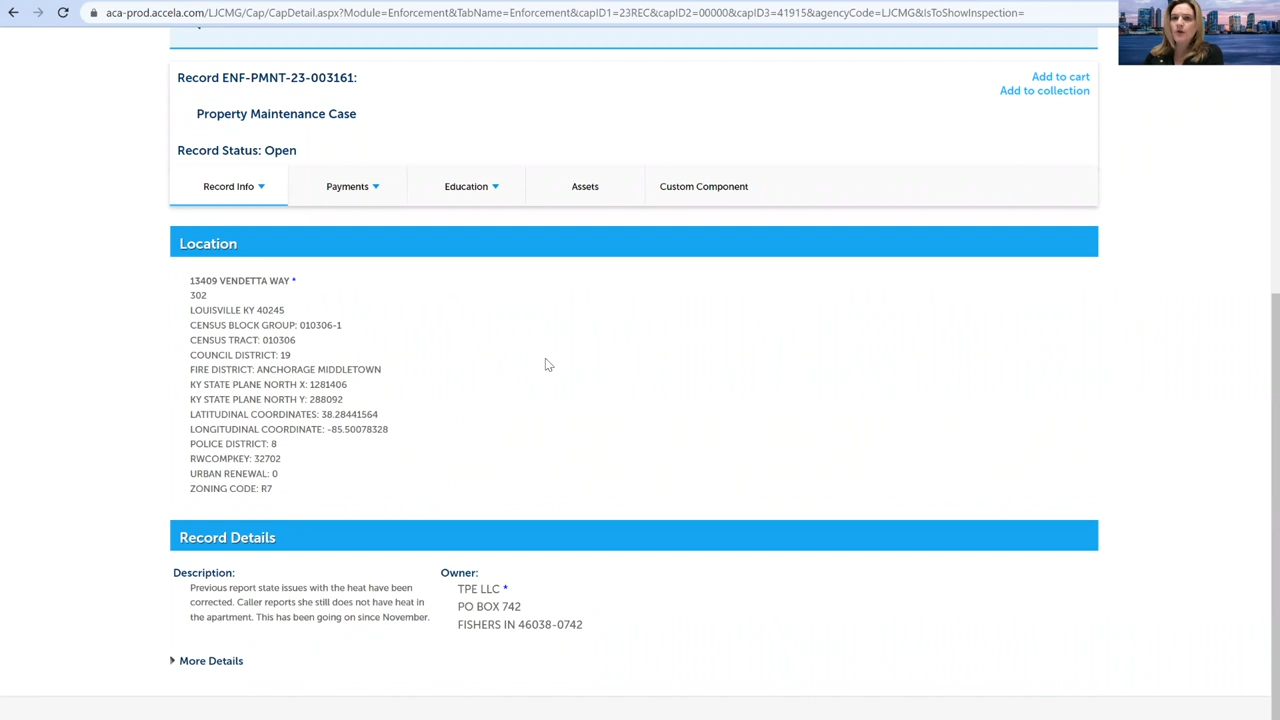 aca-prod.accela.com/LJCMG/Cap/CapDetail.aspx?Module=Enforcement&TabName=Enforcement&capID1=23REC&capID2=00000&capID3=41915&agencyCode=LJCMG&IsToShowInspection=
Record ENF-PMNT-23-003161:
Add to cart
Add to collection
Property Maintenance Case
Record Status: Open
Record Info
Payments
Education
Assets
Custom Component
Location
13409 VENDETTA WAY *
302
LOUISVILLE KY 40245
CENSUS BLOCK GROUP: 010306-1
CENSUS TRACT: 010306
COUNCIL DISTRICT: 19
FIRE DISTRICT: ANCHORAGE MIDDLETOWN
KY STATE PLANE NORTH X: 1281406
KY STATE PLANE NORTH Y: 288092
LATITUDINAL COORDINATES: 38.28441564
LONGITUDINAL COORDINATE: -85.50078328
POLICE DISTRICT: 8
RWCOMPKEY: 32702
URBAN RENEWAL: 0
ZONING CODE: R7
Record Details
Description:
Previous report state issues with the heat have been
corrected. Caller reports she still does not have heat in
the apartment. This has been going on since November.
Owner:
TPE LLC *
PO BOX 742
FISHERS IN 46038-0742
More Details